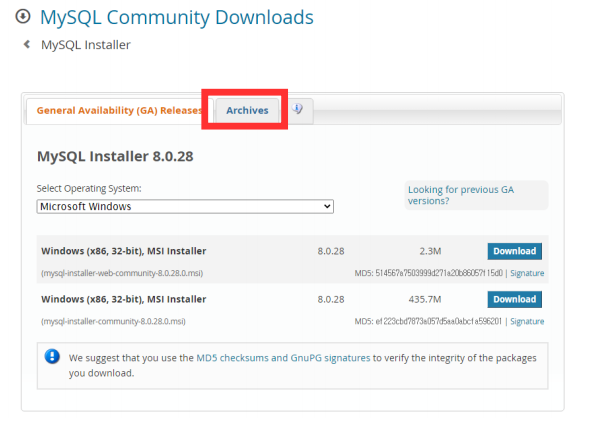 MySQL Community Downloads
MySQL Installer
General Availability (GA) Releases Archives
MySQL Installer 8.0.28
Select Operating System:
Looking for previous GA
versions?
Microsoft Windows
Windows (x86, 32-bit), MSI Installer 8.0.28 2.3M Download
(mysql-installer-web-community-8.0.28.0.msi) MD5: 514567a7503999d271a20b86057f15d0 | Signature
Windows (x86, 32-bit), MSI Installer 8.0.28 435.7M Download
(mysql-installer-community-8.0.28.0.msi) MD5: ef223cbd7873a057d5aa0abcfa596201 | Signature
We suggest that you use the MD5 checksums and GnuPG signatures to verify the integrity of the packages
you download.